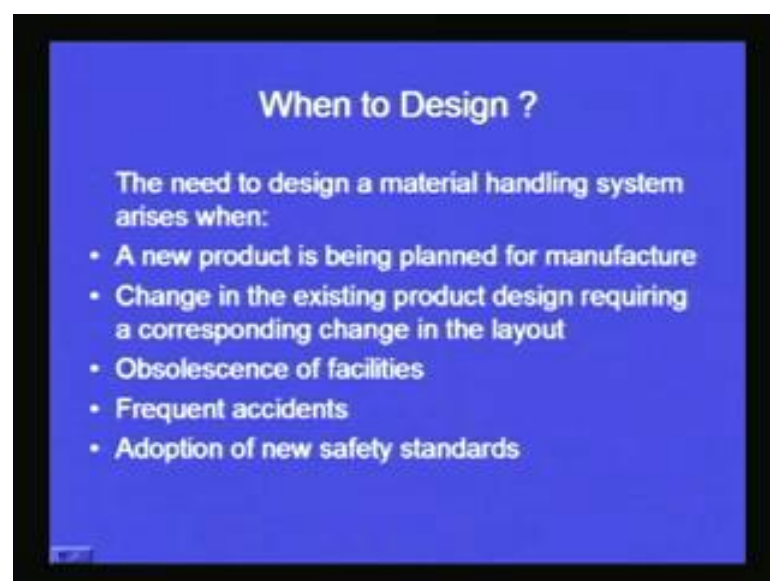 When to Design ?
The need to design a material handling system
arises when:
• A new product is being planned for manufacture
• Change in the existing product design requiring
a corresponding change in the layout
• Obsolescence of facilities
• Frequent accidents
• Adoption of new safety standards